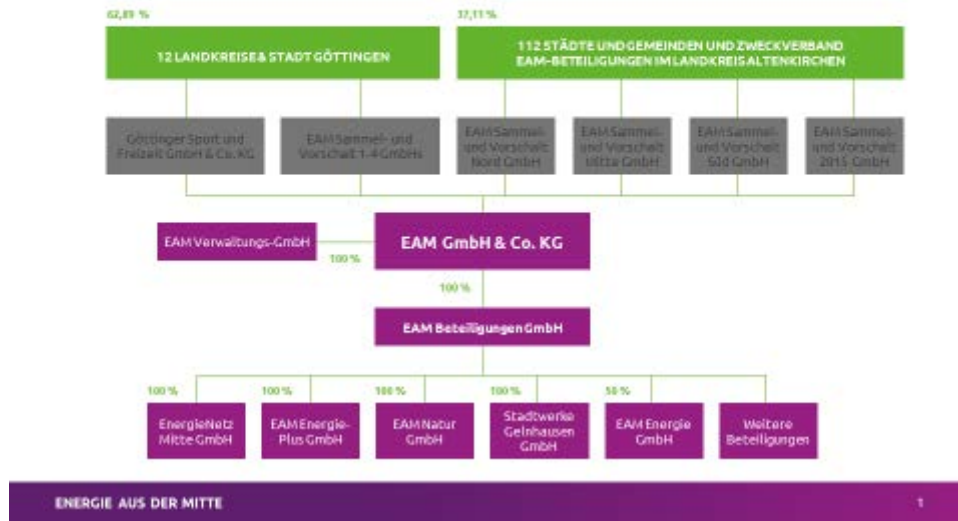 62,89 %
37,11 %
12 LANDKREISE & STADT GÖTTINGEN
112 STÄDTE UND GEMEINDEN UND ZWECKVERBAND
EAM-BETEILIGUNGEN IM LANDKREIS ALTENKIRCHEN
Göttinger Sport und
Freizeit GmbH & Co. KG
EAM Sammel- und
Vorschalt 1-4 GmbHs
EAM Sammel-
und Vorschalt
Nord GmbH
EAM Sammel-
und Vorschalt
Mitte GmbH
EAM Sammel-
und Vorschalt
Süd GmbH
EAM Sammel-
und Vorschalt
2015 GmbH
EAM Verwaltungs-GmbH
100 %
EAM GmbH & Co. KG
100 %
EAM Beteiligungen GmbH
100 %
100 %
100 %
100 %
50 %
EnergieNetz
Mitte GmbH
EAM Energie-
Plus GmbH
EAM Natur
GmbH
Stadtwerke
Gelnhausen
GmbH
EAM Energie
GmbH
Weitere
Beteiligungen
ENERGIE AUS DER MITTE
1